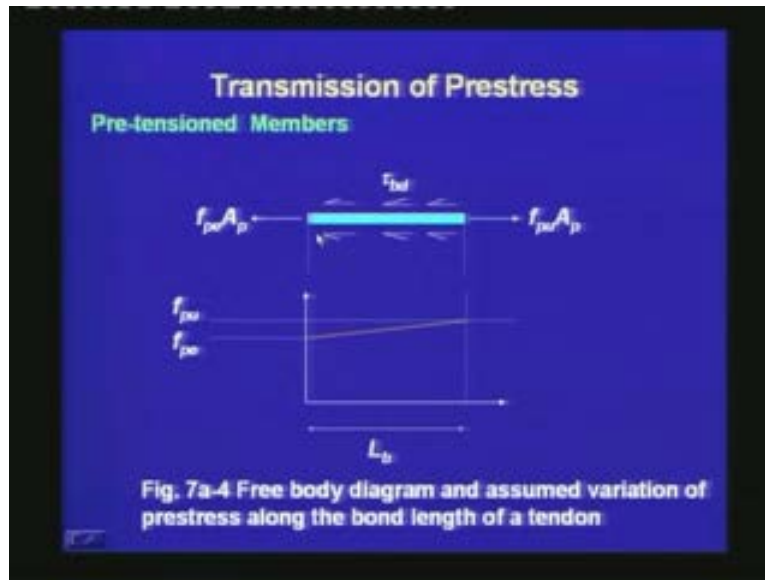 Transmission of Prestress
Pre-tensioned Members
τbd
fpeAp
fpuAp
fpu
fpe
Lb
Fig. 7a-4 Free body diagram and assumed variation of
prestress along the bond length of a tendon